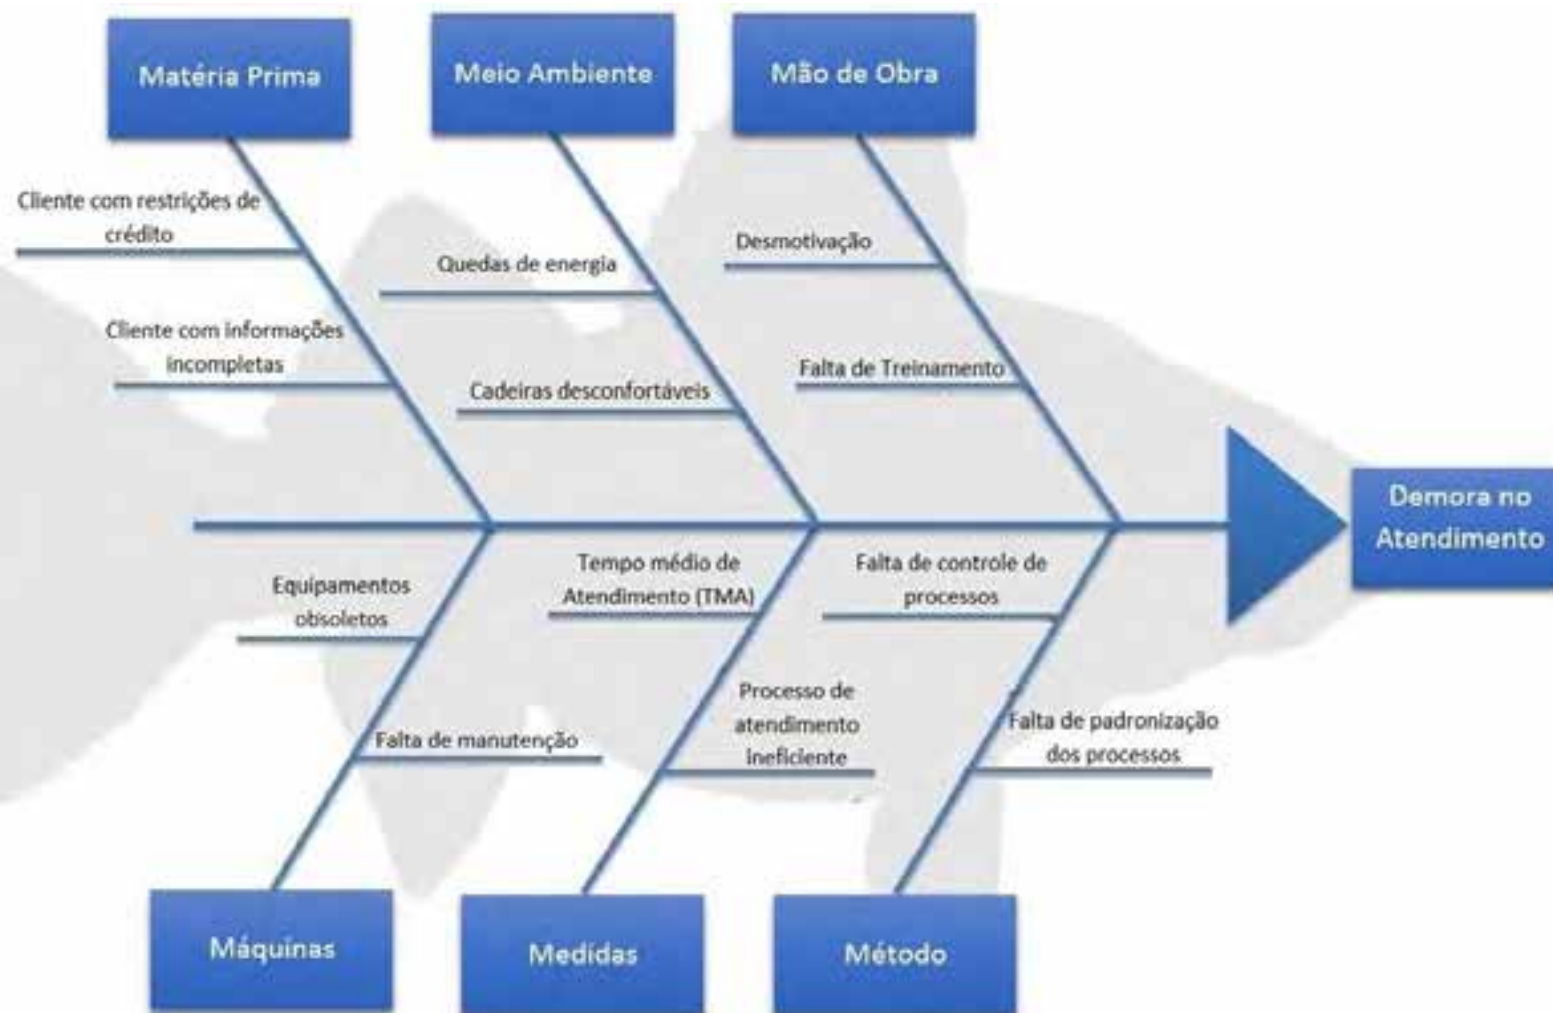 Matéria Prima
Meio Ambiente
Mão de Obra
Cliente com restrições de
crédito
Cliente com informações
incompletas
Quedas de energia
Cadeiras desconfortáveis
Desmotivação
Falta de Treinamento
Demora no
Atendimento
Equipamentos
obsoletos
Falta de manutenção
Tempo médio de
Atendimento (TMA)
Processo de
atendimento
ineficiente
Falta de controle de
processos
Falta de padronização
dos processos
Máquinas
Medidas
Método